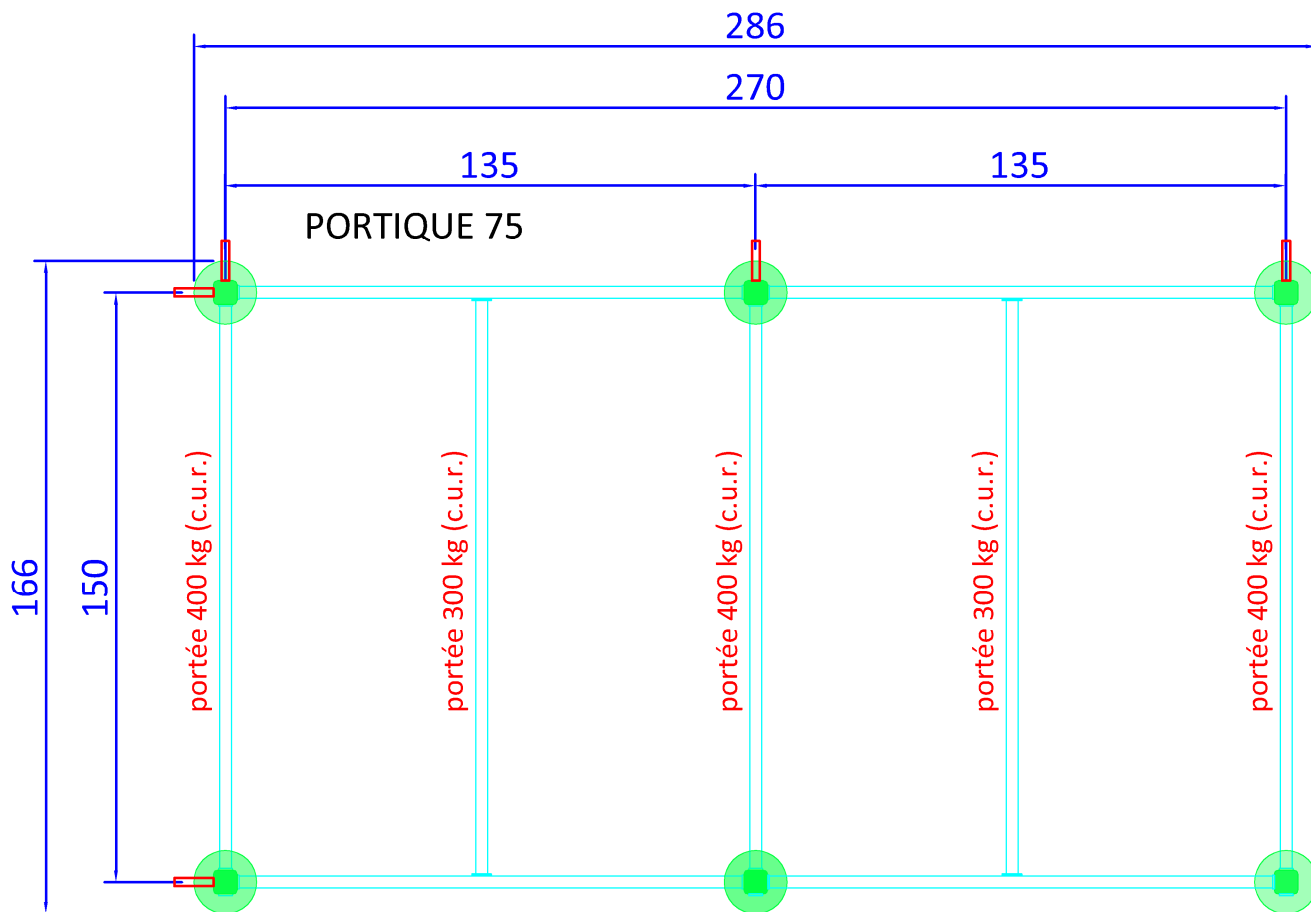 286
270
135
135
PORTIQUE 75
166
150
portée 400 kg (c.u.r.)
portée 300 kg (c.u.r.)
portée 400 kg (c.u.r.)
portée 300 kg (c.u.r.)
portée 400 kg (c.u.r.)